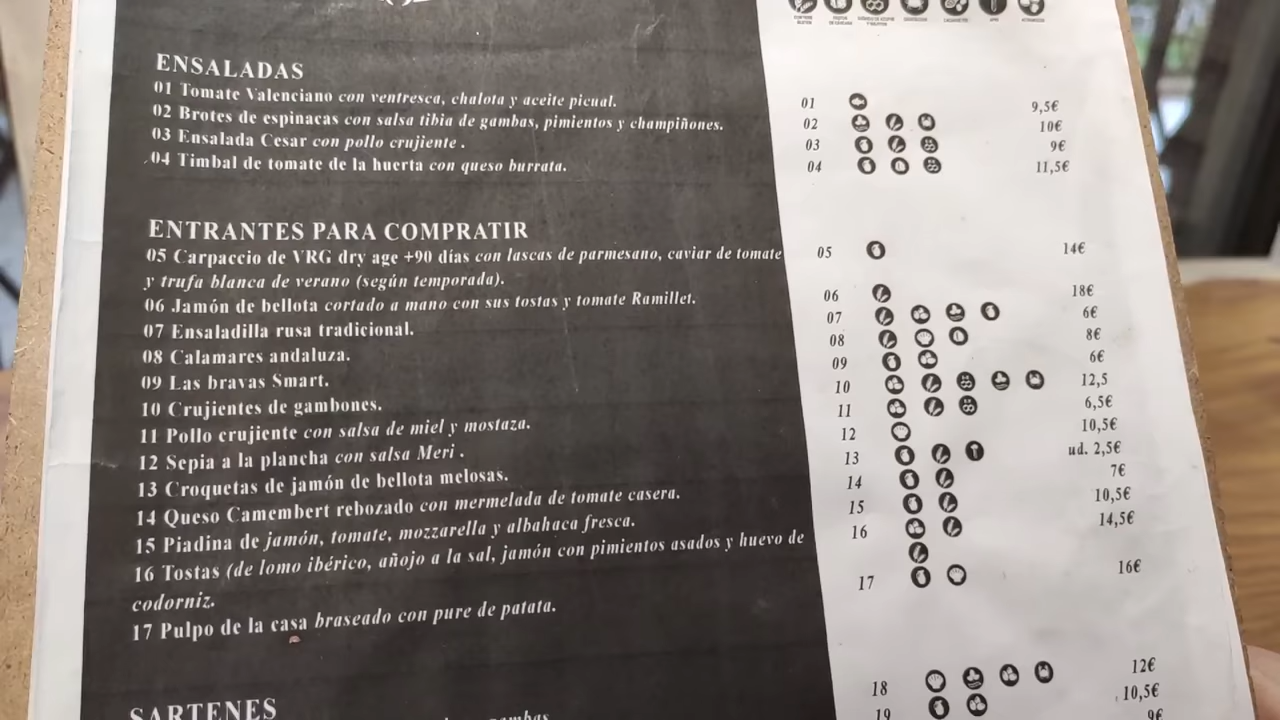 ENSALADAS
01 Tomate Valenciano con ventresca, chalota y aceite picual.
02 Brotes de espinacas con salsa tibia de gambas, pimientos y champiñones.
03 Ensalada Cesar con pollo crujiente .
04 Timbal de tomate de la huerta con queso burrata.
01 9,5€
02 10€
03 9€
04 11,5€
ENTRANTES PARA COMPRATIR
05 Carpaccio de VRG dry age +90 días con lascas de parmesano, caviar de tomate
y trufa blanca de verano (según temporada).
06 Jamón de bellota cortado a mano con sus tostas y tomate Ramillet.
07 Ensaladilla rusa tradicional.
08 Calamares andaluza.
09 Las bravas Smart.
10 Crujientes de gambones.
11 Pollo crujiente con salsa de miel y mostaza.
12 Sepia a la plancha con salsa Meri .
13 Croquetas de jamón de bellota melosas.
14 Queso Camembert rebozado con mermelada de tomate casera.
15 Piadina de jamón, tomate, mozzarella y albahaca fresca.
16 Tostas (de lomo ibérico, añojo a la sal, jamón con pimientos asados y huevo de
codorniz.
17 Pulpo de la casa braseado con pure de patata.
05 14€
06 18€
07 6€
08 8€
09 6€
10 12,5
11 6,5€
12 10,5€
13 ud. 2,5€
14 7€
15 10,5€
16 14,5€
17 16€
SARTENES
gambas
18 12€
19 10,5€
9€